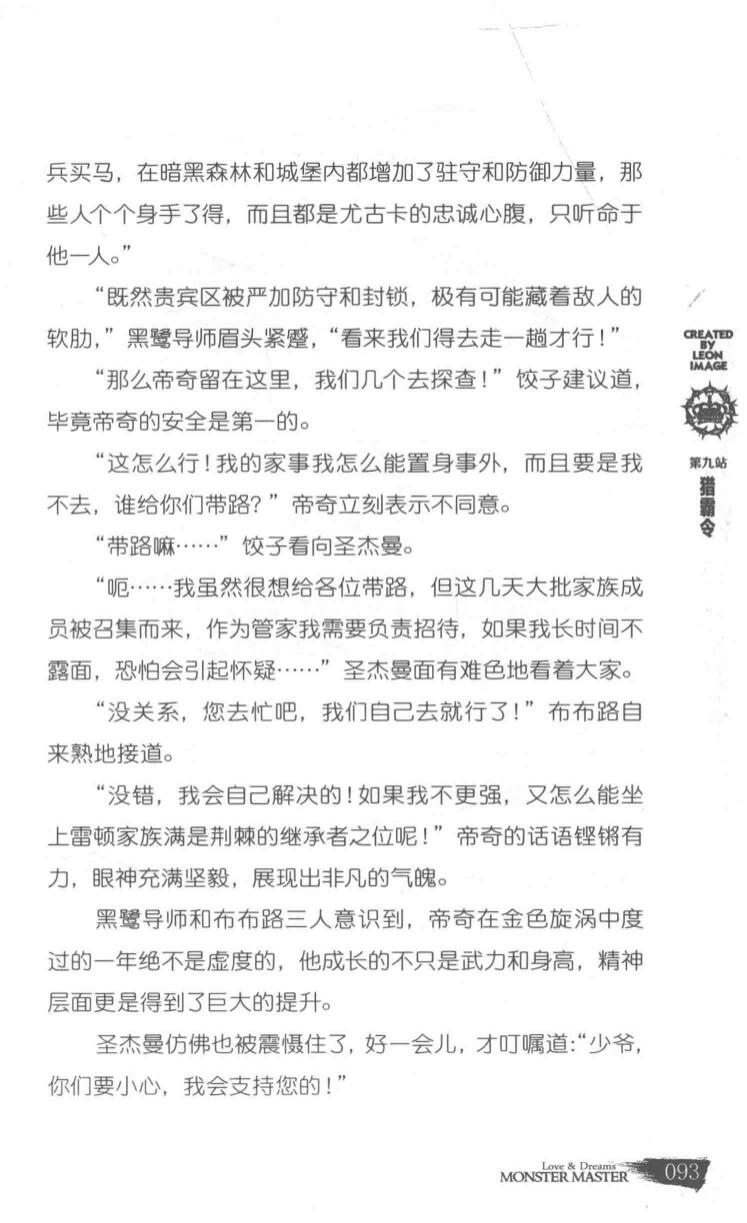 兵买马，在暗黑森林和城堡内都增加了驻守和防御力量，那
些人个个身手了得，而且都是尤古卡的忠诚心腹，只听命于
他一人。”
“既然贵宾区被严加防守和封锁，极有可能藏着敌人的
软肋，”黑鹭导师眉头紧蹙，“看来我们得去走一趟才行！”
“那么帝奇留在这里，我们几个去探查！”饺子建议道，
毕竟帝奇的安全是第一的。
“这怎么行！我的家事我怎么能置身事外，而且要是我
不去，谁给你们带路？”帝奇立刻表示不同意。
“带路嘛……”饺子看向圣杰曼。
“呃……我虽然很想给各位带路，但这几天大批家族成
员被召集而来，作为管家我需要负责招待，如果我长时间不
露面，恐怕会引起怀疑……”圣杰曼面有难色地看着大家。
“没关系，您去忙吧，我们自己去就行了！”布布路自
来熟地接道。
“没错，我会自己解决的！如果我不更强，又怎么能坐
上雷顿家族满是荆棘的继承者之位呢！”帝奇的话语铿锵有
力，眼神充满坚毅，展现出非凡的气魄。
黑鹭导师和布布路三人意识到，帝奇在金色旋涡中度
过的一年绝不是虚度的，他成长的不只是武力和身高，精神
层面更是得到了巨大的提升。
圣杰曼仿佛也被震慑住了，好一会儿，才叮嘱道：“少爷，
你们要小心，我会支持您的！”
CREATED
BY
LEON
IMAGE
第九站
猎霸令
Love & Dreams
MONSTER MASTER
093